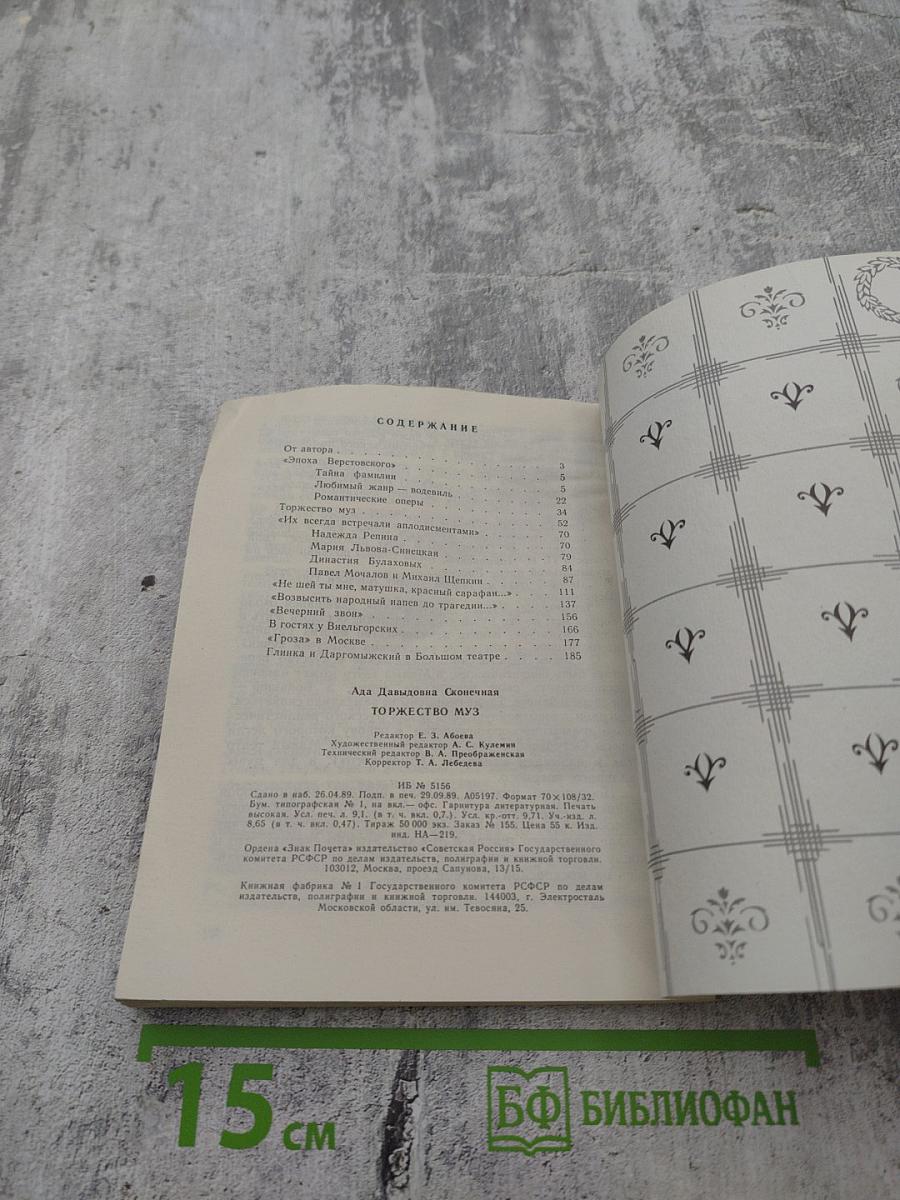 СОДЕРЖАНИЕ
От автора . . . . . . . . . . . . . 3
«Эпоха Верстовского» . . . . . . . . . . 5
Тайна фамилии . . . . . . . . . . 5
Любимый жанр — водевиль . . . . . . . 22
Романтические оперы . . . . . . . . 34
Торжество муз . . . . . . . . . . . . 52
«Их всегда встречали аплодисментами» . . . . . 70
Надежда Репина . . . . . . . . . . 70
Мария Львова-Синецкая . . . . . . . . 79
Династия Булаховых . . . . . . . . . 84
Павел Мочалов и Михаил Щепкин . . . . . 87
«Не шей ты мне, матушка, красный сарафан...» . . . 111
«Возвысить народный напев до трагедии...» . . . . 137
«Вечерний звон» . . . . . . . . . . . 156
В гостях у Виельгорских . . . . . . . . . 166
«Гроза» в Москве . . . . . . . . . . . 177
Глинка и Даргомыжский в Большом театре . . . . 185
Ада Давыдовна Сконечная
ТОРЖЕСТВО МУЗ
Редактор Е. З. Абоева
Художественный редактор А. С. Кулемин
Технический редактор В. А. Преображенская
Корректор Т. А. Лебедева
ИБ № 5156
Сдано в наб. 26.04.89. Подп. в печ. 29.09.89. А05197. Формат 70×108/32.
Бум. типографская № 1, на вкл.— офс. Гарнитура литературная. Печать
высокая. Усл. печ. л. 9,1. (в т. ч. вкл. 0,7.). Усл. кр.-отт. 9,71. Уч.-изд. л.
8,65 (в т. ч. вкл. 0,47). Тираж 50 000 экз. Заказ № 155. Цена 55 к. Изд.
инд. НА—219.
Ордена «Знак Почета» издательство «Советская Россия» Государственного
комитета РСФСР по делам издательств, полиграфии и книжной торговли.
103012, Москва, проезд Сапунова, 13/15.
Книжная фабрика № 1 Государственного комитета РСФСР по делам
издательств, полиграфии и книжной торговли. 144003, г. Электросталь
Московской области, ул. им. Тевосяна, 25.
15 см
БФ БИБЛИОФАН